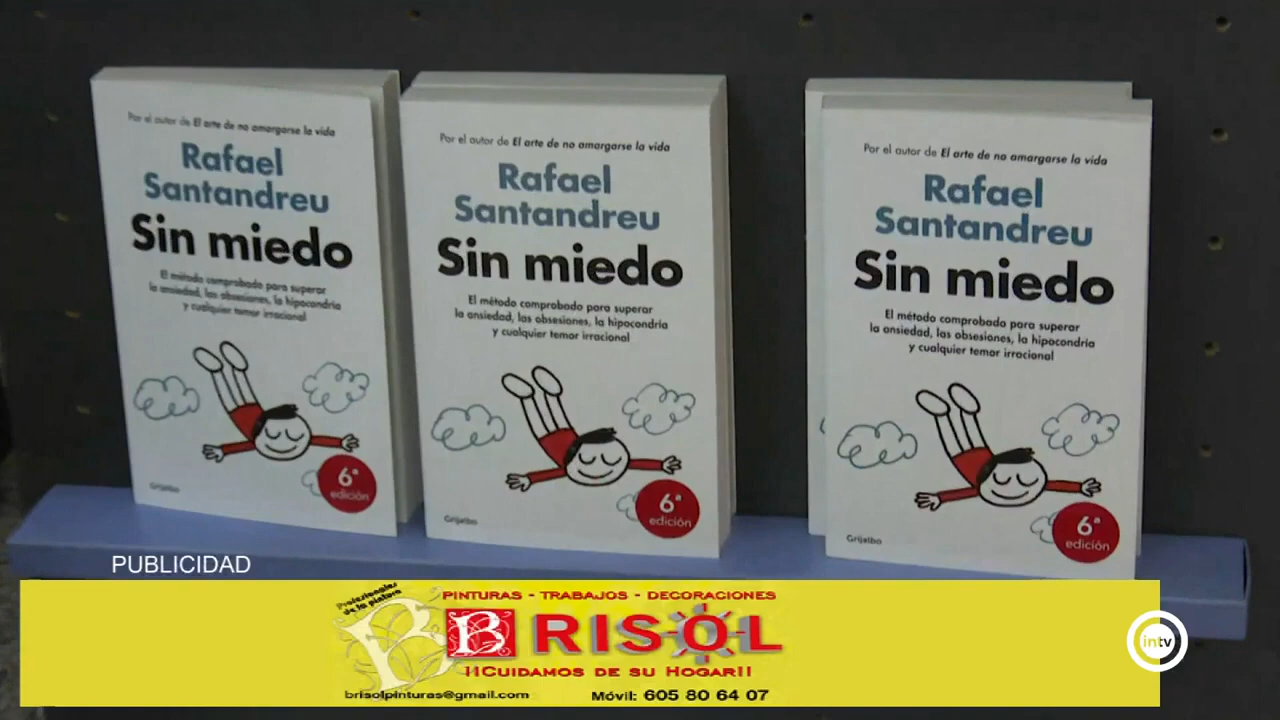 Por el autor de El arte de no amargarse la vida
Rafael
Santandreu
Sin miedo
El método comprobado para superar
la ansiedad, las obsesiones, la hipocondría
y cualquier temor irracional
6ª
edición
Grijalbo
Por el autor de El arte de no amargarse la vida
Rafael
Santandreu
Sin miedo
El método comprobado para superar
la ansiedad, las obsesiones, la hipocondría
y cualquier temor irracional
6ª
edición
Grijalbo
Por el autor de El arte de no amargarse la vida
Rafael
Santandreu
Sin miedo
El método comprobado para superar
la ansiedad, las obsesiones, la hipocondría
y cualquier temor irracional
6ª
edición
Grijalbo
PUBLICIDAD
Profesionales
de la pintura
PINTURAS - TRABAJOS - DECORACIONES
BRISOL
¡¡CUIDAMOS DE SU HOGAR!!
brisolpinturas@gmail.com Móvil: 605 80 64 07
intv